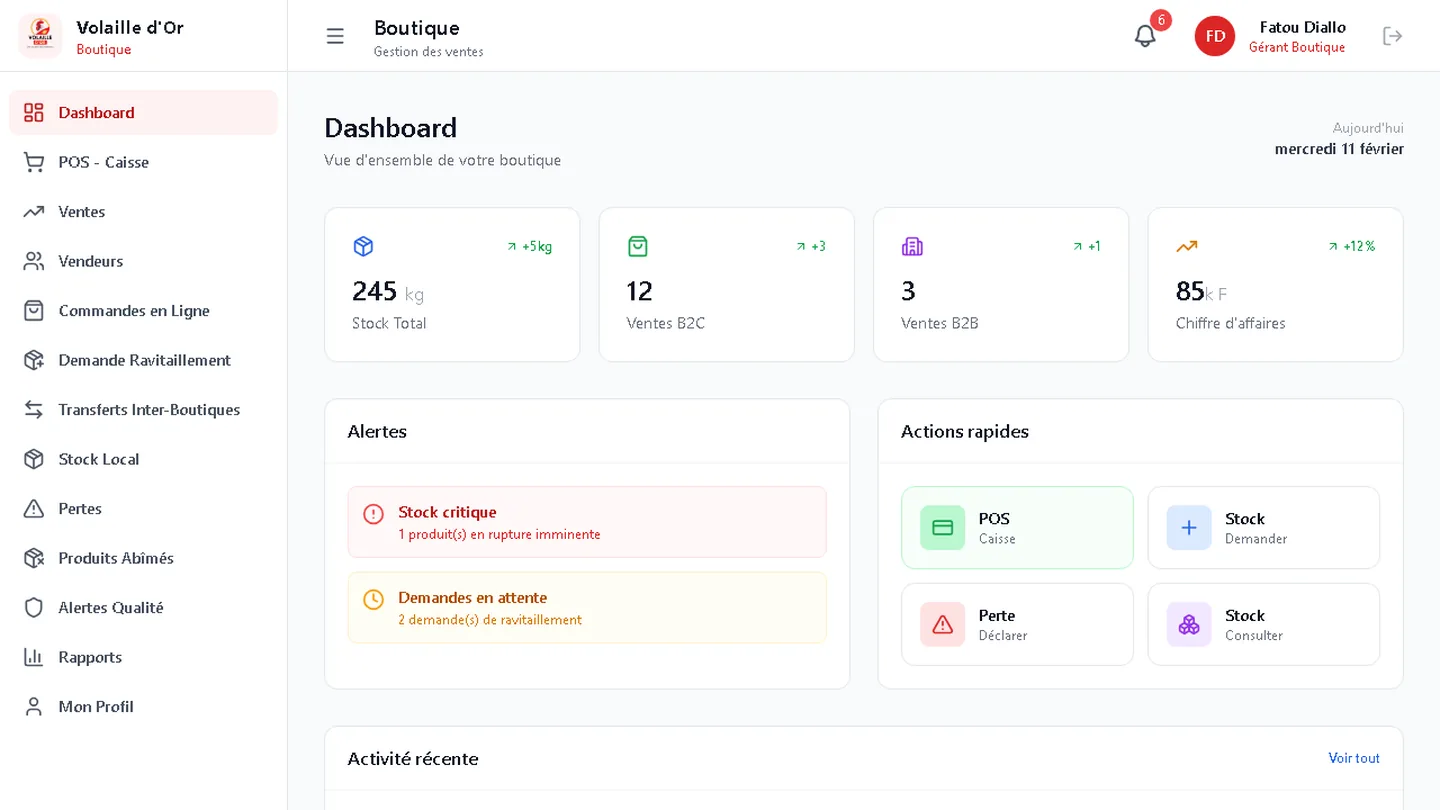 VOLAILLE
Volaille d'Or
Boutique
Boutique
Gestion des ventes
6
FD
Fatou Diallo
Gérant Boutique
Dashboard
POS - Caisse
Ventes
Vendeurs
Commandes en Ligne
Demande Ravitaillement
Transferts Inter-Boutiques
Stock Local
Pertes
Produits Abîmés
Alertes Qualité
Rapports
Mon Profil
Dashboard
Vue d'ensemble de votre boutique
Aujourd'hui
mercredi 11 février
+5kg
245 kg
Stock Total
+3
12
Ventes B2C
+1
3
Ventes B2B
+12%
85k F
Chiffre d'affaires
Alertes
Stock critique
1 produit(s) en rupture imminente
Demandes en attente
2 demande(s) de ravitaillement
Actions rapides
POS
Caisse
Stock
Demander
Perte
Déclarer
Stock
Consulter
Activité récente
Voir tout